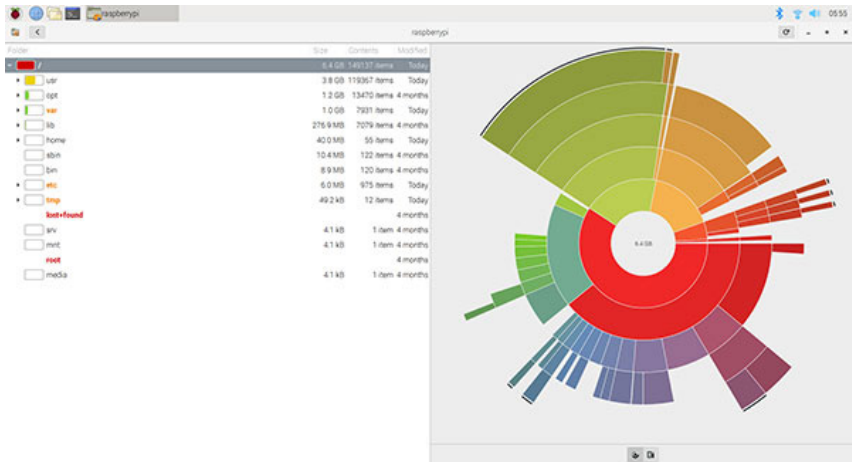 raspberrypi
05:55
raspberrypi
Folder Size Contents Modified
/ 6.4 GB 149137 items Today
usr 3.8 GB 119367 items Today
opt 1.2 GB 13470 items 4 months
var 1.0 GB 7931 items Today
lib 276.9 MB 7079 items 4 months
home 40.0 MB 55 items Today
sbin 10.4 MB 122 items 4 months
bin 8.9 MB 120 items 4 months
etc 6.0 MB 975 items Today
tmp 49.2 kB 12 items Today
lost+found 4 months
srv 4.1 kB 1 item 4 months
mnt 4.1 kB 1 item 4 months
root 4 months
media 4.1 kB 1 item 4 months
6.4 GB